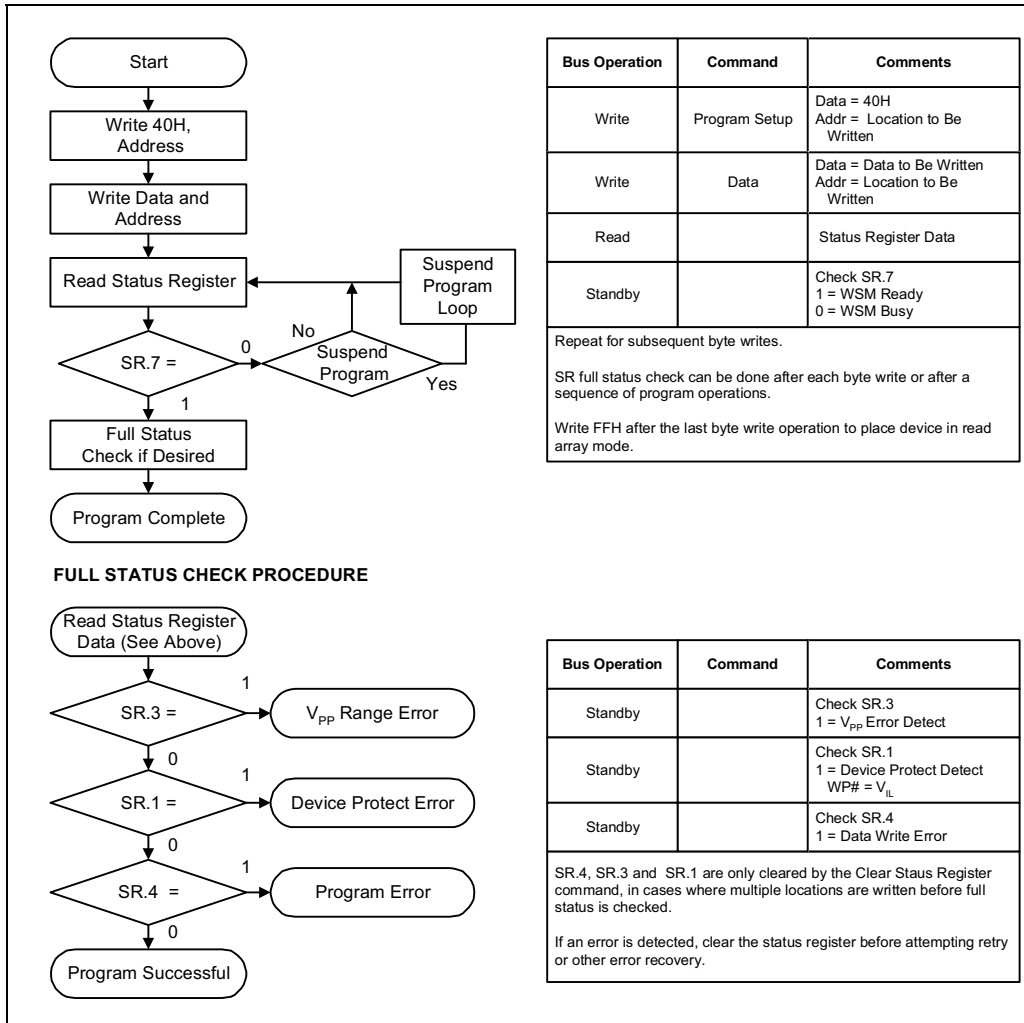 Start
Write 40H,
Address
Write Data and
Address
Read Status Register
Suspend
Program
Loop
No
SR.7 =
0
Suspend
Program
Yes
1
Full Status
Check if Desired
Program Complete
Bus Operation Command Comments
Write Program Setup Data = 40H
Addr = Location to Be
Written
Write Data Data = Data to Be Written
Addr = Location to Be
Written
Read Status Register Data
Standby Check SR.7
1 = WSM Ready
0 = WSM Busy
Repeat for subsequent byte writes.
SR full status check can be done after each byte write or after a
sequence of program operations.
Write FFH after the last byte write operation to place device in read
array mode.
FULL STATUS CHECK PROCEDURE
Read Status Register
Data (See Above)
SR.3 =
1
VPP Range Error
0
SR.1 =
1
Device Protect Error
0
SR.4 =
1
Program Error
0
Program Successful
Bus Operation Command Comments
Standby Check SR.3
1 = VPP Error Detect
Standby Check SR.1
1 = Device Protect Detect
WP# = VIL
Standby Check SR.4
1 = Data Write Error
SR.4, SR.3 and SR.1 are only cleared by the Clear Staus Register
command, in cases where multiple locations are written before full
status is checked.
If an error is detected, clear the status register before attempting retry
or other error recovery.